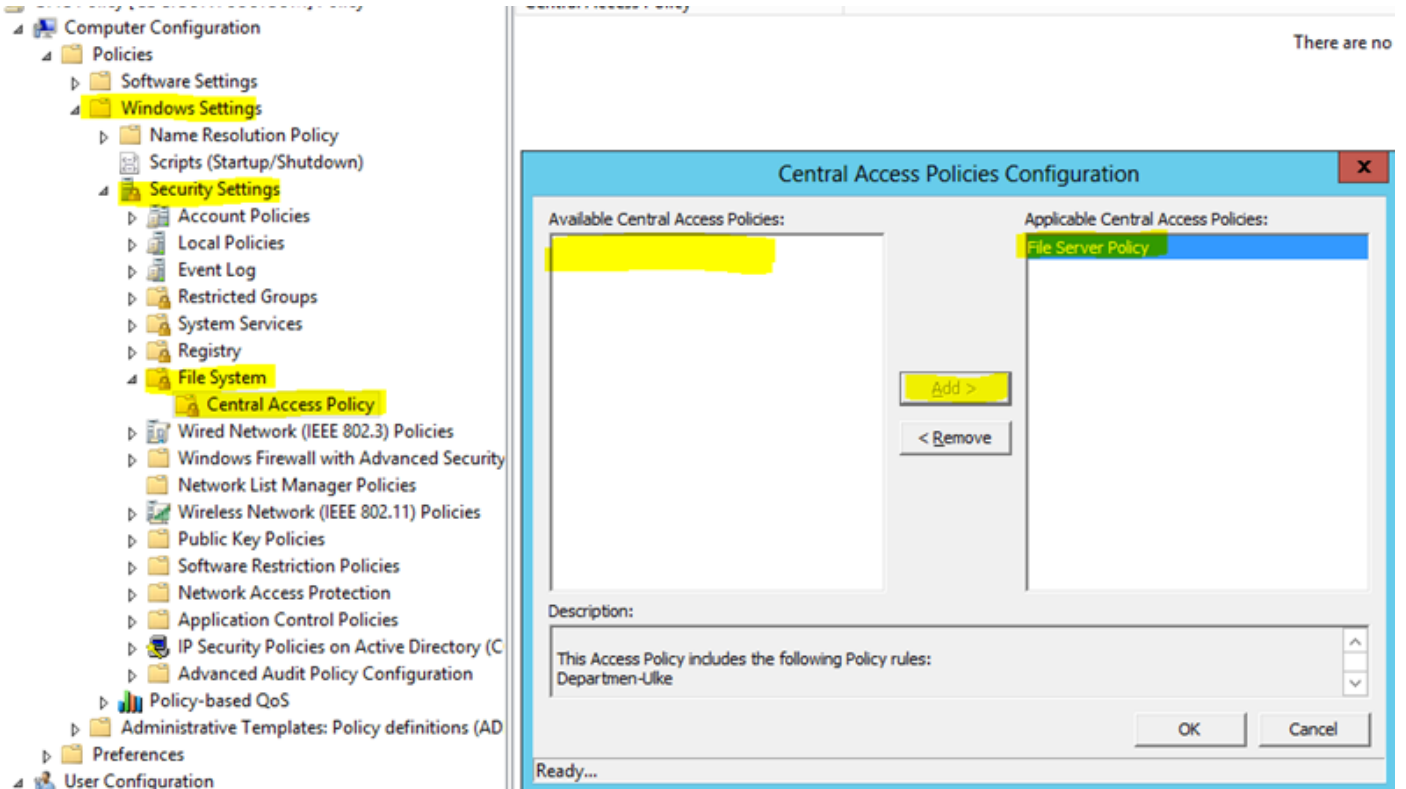 Computer Configuration
Policies
Software Settings
Windows Settings
Name Resolution Policy
Scripts (Startup/Shutdown)
Security Settings
Account Policies
Local Policies
Event Log
Restricted Groups
System Services
Registry
File System
Central Access Policy
Wired Network (IEEE 802.3) Policies
Windows Firewall with Advanced Security
Network List Manager Policies
Wireless Network (IEEE 802.11) Policies
Public Key Policies
Software Restriction Policies
Network Access Protection
Application Control Policies
IP Security Policies on Active Directory (C
Advanced Audit Policy Configuration
Policy-based QoS
Administrative Templates: Policy definitions (AD
Preferences
User Configuration
Central Access Policy
There are no
Central Access Policies Configuration
x
Available Central Access Policies:
Applicable Central Access Policies:
File Server Policy
Add >
< Remove
Description:
This Access Policy includes the following Policy rules:
Departmen-Ulke
OK
Cancel
Ready...